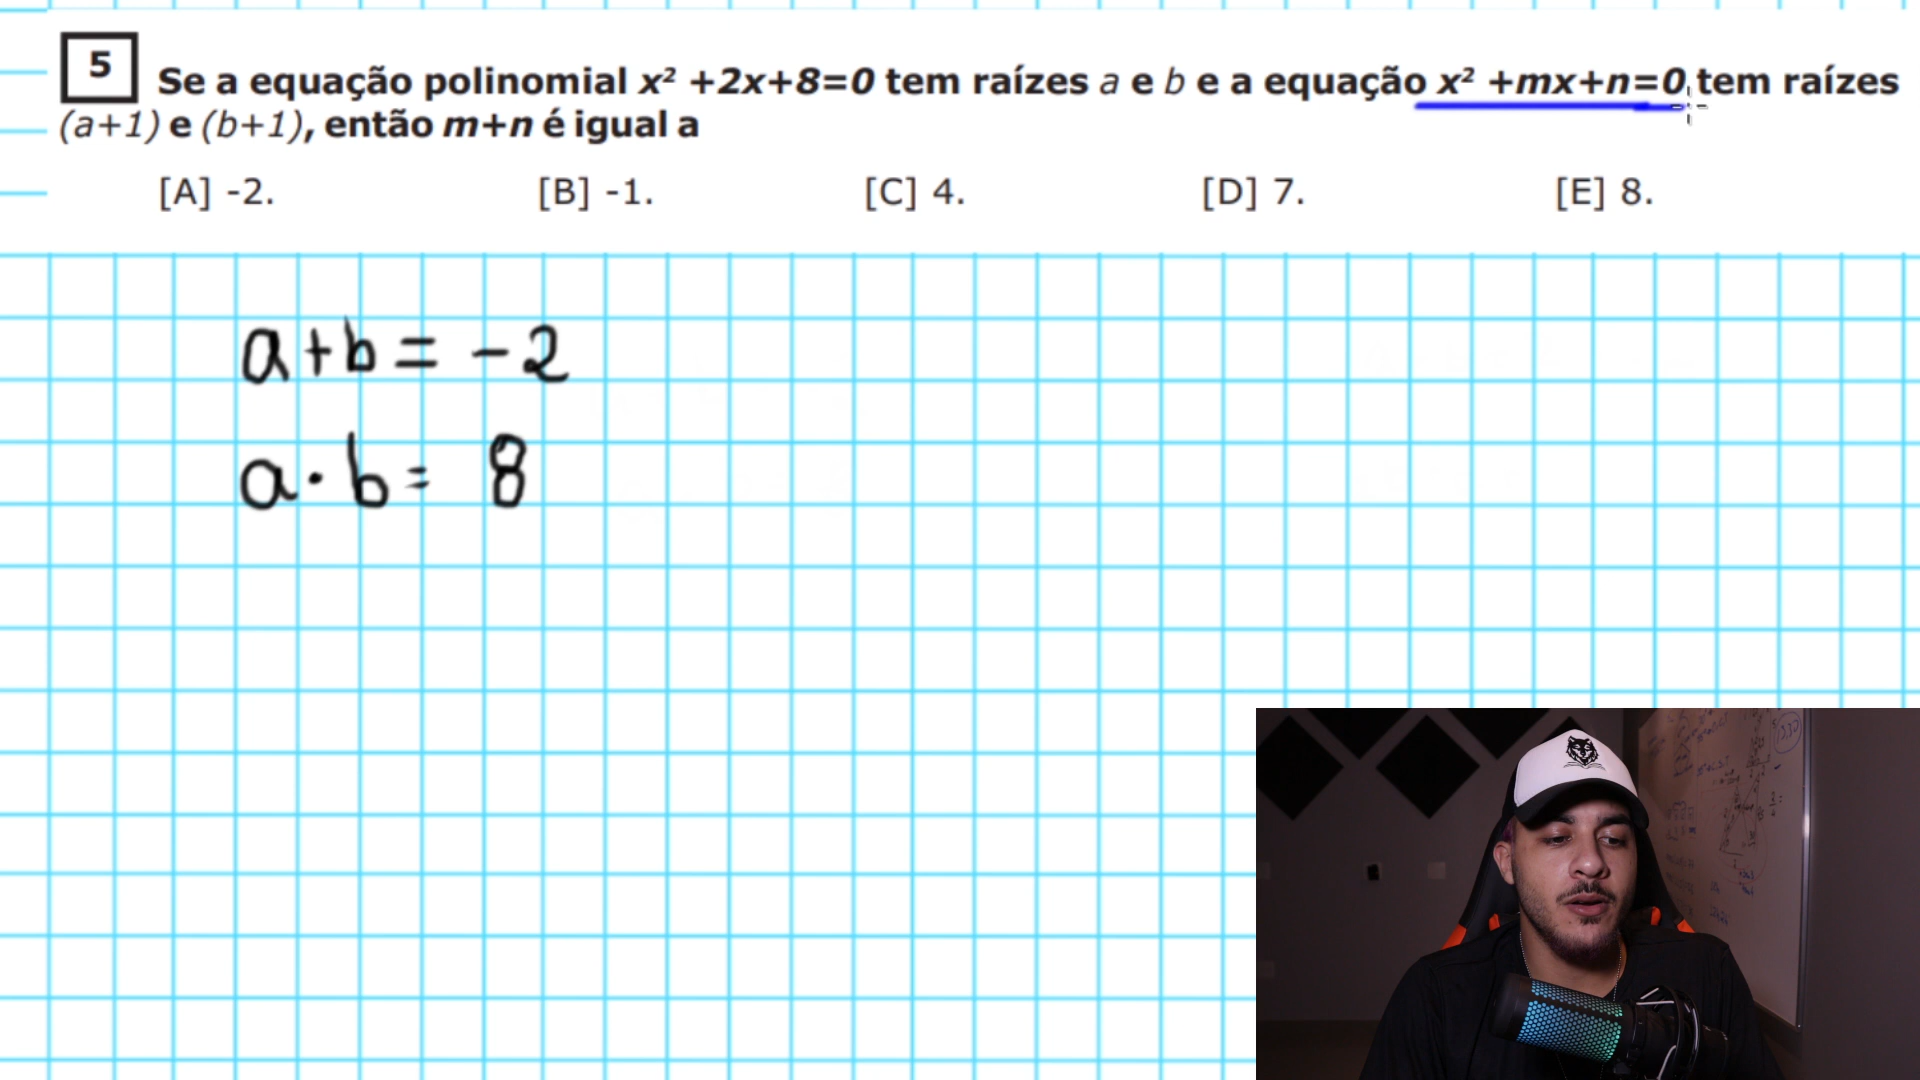 5 Se a equação polinomial x² +2x+8=0 tem raízes a e b e a equação x² +mx+n=0 tem raízes
(a+1) e (b+1), então m+n é igual a
[A] -2. [B] -1. [C] 4. [D] 7. [E] 8.
a+b = -2
a·b = 8